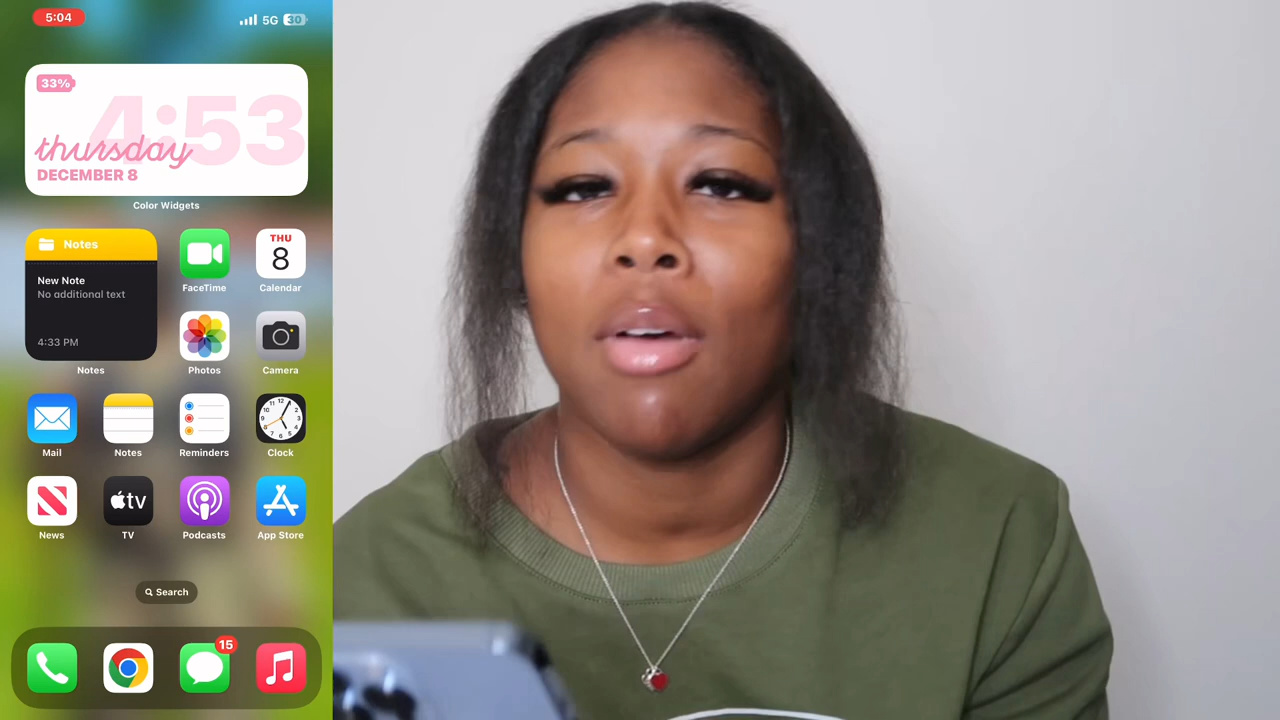 5:04
5G
30
33%
4:53
thursday
DECEMBER 8
Color Widgets
Notes
New Note
No additional text
4:33 PM
Notes
FaceTime
THU
8
Calendar
Photos
Camera
Mail
Notes
Reminders
Clock
News
tv
TV
Podcasts
App Store
Search
15